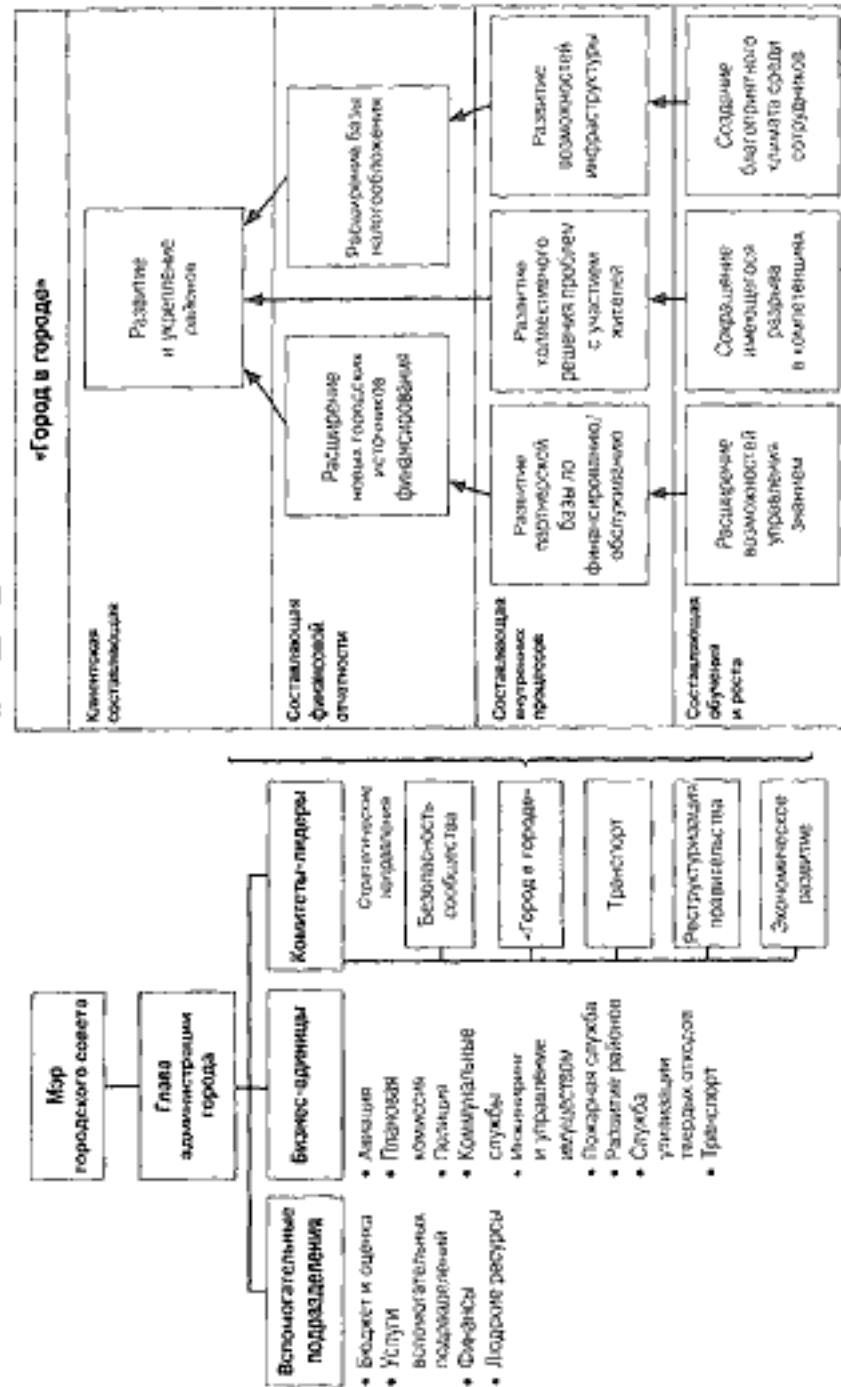 Мэр
городского совета
Глава
администрации
города
Вспомогательные
подразделения
• Бюджет и оценка
• Услуги
вспомогательных
подразделений
• Финансы
• Людские ресурсы
Бизнес-единицы
• Авиация
• Плановая
комиссия
• Полиция
• Коммунальные
службы
• Инжиниринг
и управление
имуществом
• Пожарная служба
• Развитие районов
• Служба
утилизации
твердых отходов
• Транспорт
Комитеты-лидеры
Стратегические
направления
Безопасность
сообщества
«Город в городе»
Транспорт
Реструктуризация
правительства
Экономическое
развитие
«Город в городе»
Клиентская
составляющая
Развитие
и укрепление
районов
Составляющая
финансовой
отчетности
Расширение
новых городских
источников
финансирования
Расширение базы
налогообложения
Составляющая
внутренних
процессов
Развитие
партнерской
базы по
финансированию/
обслуживанию
Развитие
коллективного
решения проблем
с участием
жителей
Развитие
возможностей
инфраструктуры
Составляющая
обучения
и роста
Расширение
возможностей
управления
знанием
Сокращение
имеющегося
разрыва
в компетенциях
Создание
благоприятного
климата среди
сотрудников